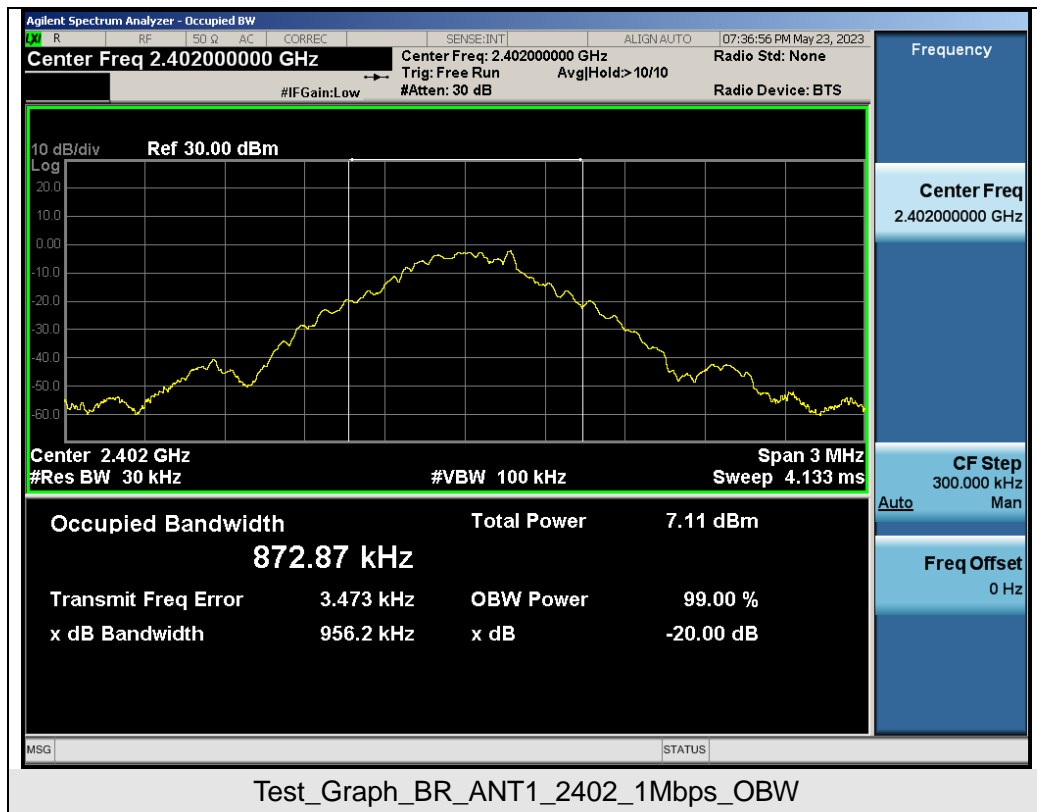 Agilent Spectrum Analyzer - Occupied BW
LXI R RF 50 Ω AC CORREC SENSE:INT ALIGN AUTO 07:36:56 PM May 23, 2023
Center Freq 2.402000000 GHz
Center Freq: 2.402000000 GHz
Radio Std: None
Trig: Free Run Avg|Hold:>10/10
#IFGain:Low
#Atten: 30 dB
Radio Device: BTS
10 dB/div Ref 30.00 dBm
Log
20.0
10.0
0.00
-10.0
-20.0
-30.0
-40.0
-50.0
-60.0
Center 2.402 GHz Span 3 MHz
#Res BW 30 kHz #VBW 100 kHz Sweep 4.133 ms
Occupied Bandwidth Total Power 7.11 dBm
872.87 kHz
Transmit Freq Error 3.473 kHz OBW Power 99.00 %
x dB Bandwidth 956.2 kHz x dB -20.00 dB
MSG STATUS
Frequency
Center Freq
2.402000000 GHz
CF Step
300.000 kHz
Auto Man
Freq Offset
0 Hz
Test_Graph_BR_ANT1_2402_1Mbps_OBW